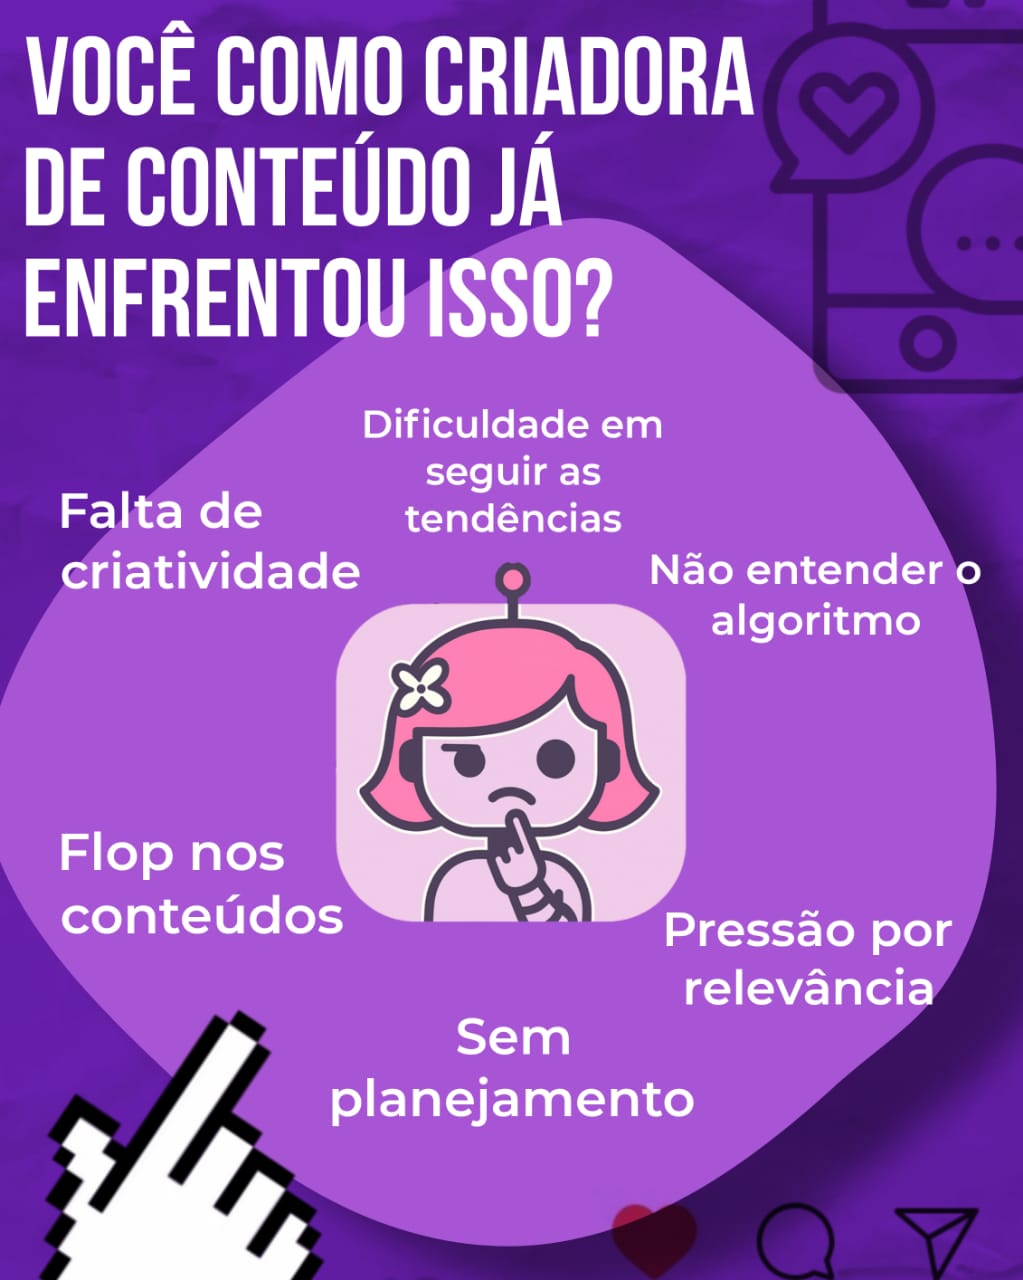 VOCÊ COMO CRIADORA
DE CONTEÚDO JÁ
ENFRENTOU ISSO?
Dificuldade em
seguir as
tendências
Falta de
criatividade
Não entender o
algoritmo
Flop nos
conteúdos
Pressão por
relevância
Sem
planejamento